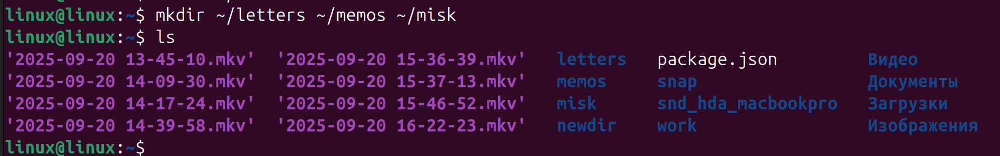 linux@linux:~$ mkdir ~/letters ~/memos ~/misk
linux@linux:~$ ls
'2025-09-20 13-45-10.mkv' '2025-09-20 15-36-39.mkv' letters package.json Видео
'2025-09-20 14-09-30.mkv' '2025-09-20 15-37-13.mkv' memos snap Документы
'2025-09-20 14-17-24.mkv' '2025-09-20 15-46-52.mkv' misk snd_hda_macbookpro Загрузки
'2025-09-20 14-39-58.mkv' '2025-09-20 16-22-23.mkv' newdir work Изображения
linux@linux:~$